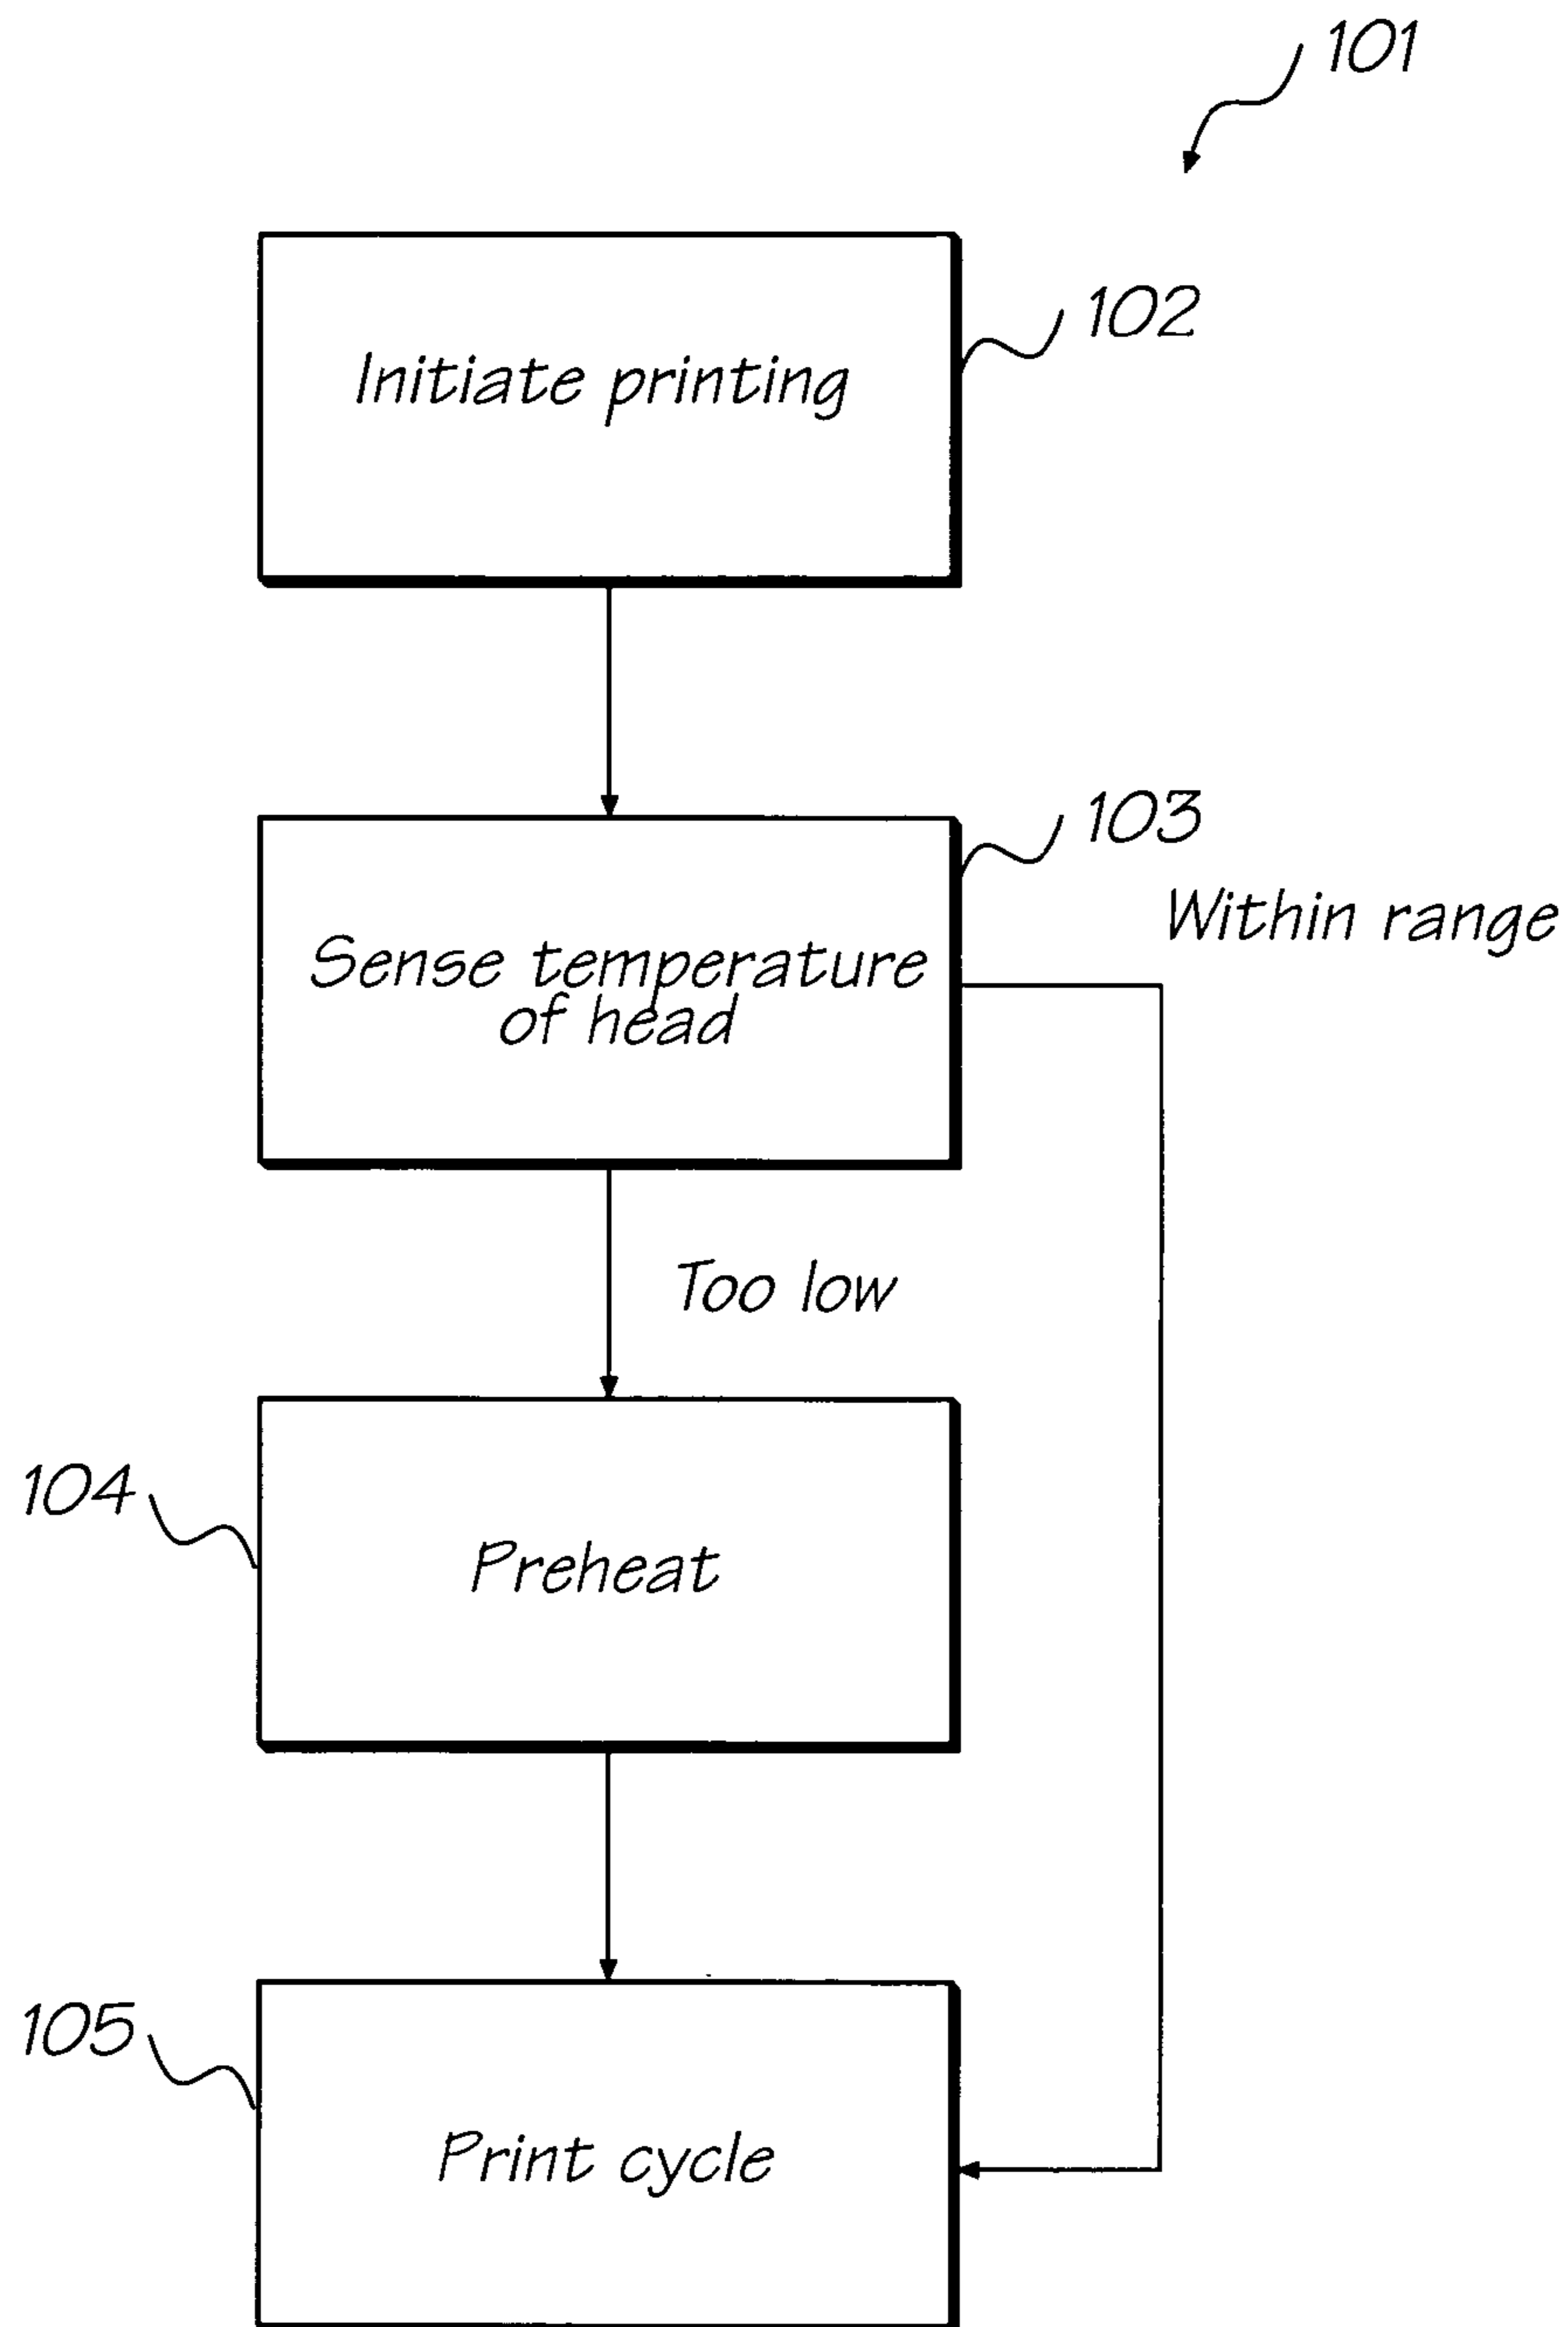 101
102
Initiate printing
103
Within range
Sense temperature
of head
Too low
104
Preheat
105
Print cycle